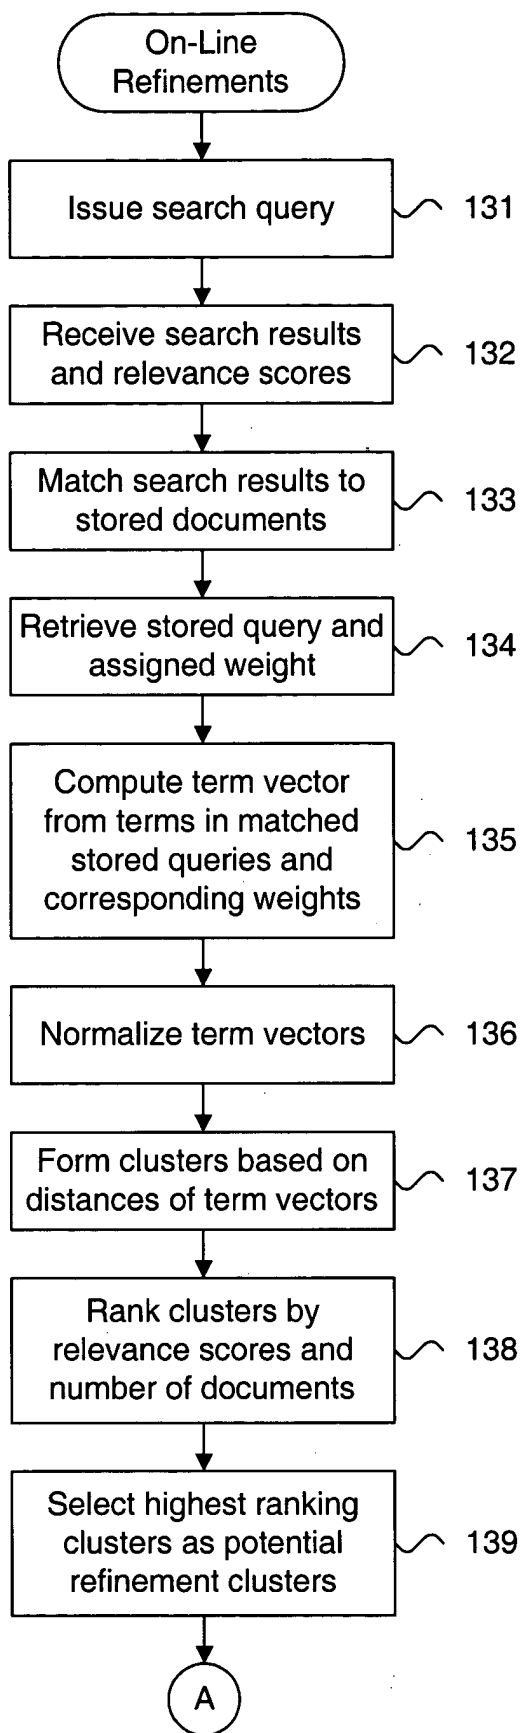 On-Line
Refinements
Issue search query
131
Receive search results
and relevance scores
132
Match search results to
stored documents
133
Retrieve stored query and
assigned weight
134
Compute term vector
from terms in matched
stored queries and
corresponding weights
135
Normalize term vectors
136
Form clusters based on
distances of term vectors
137
Rank clusters by
relevance scores and
number of documents
138
Select highest ranking
clusters as potential
refinement clusters
139
A